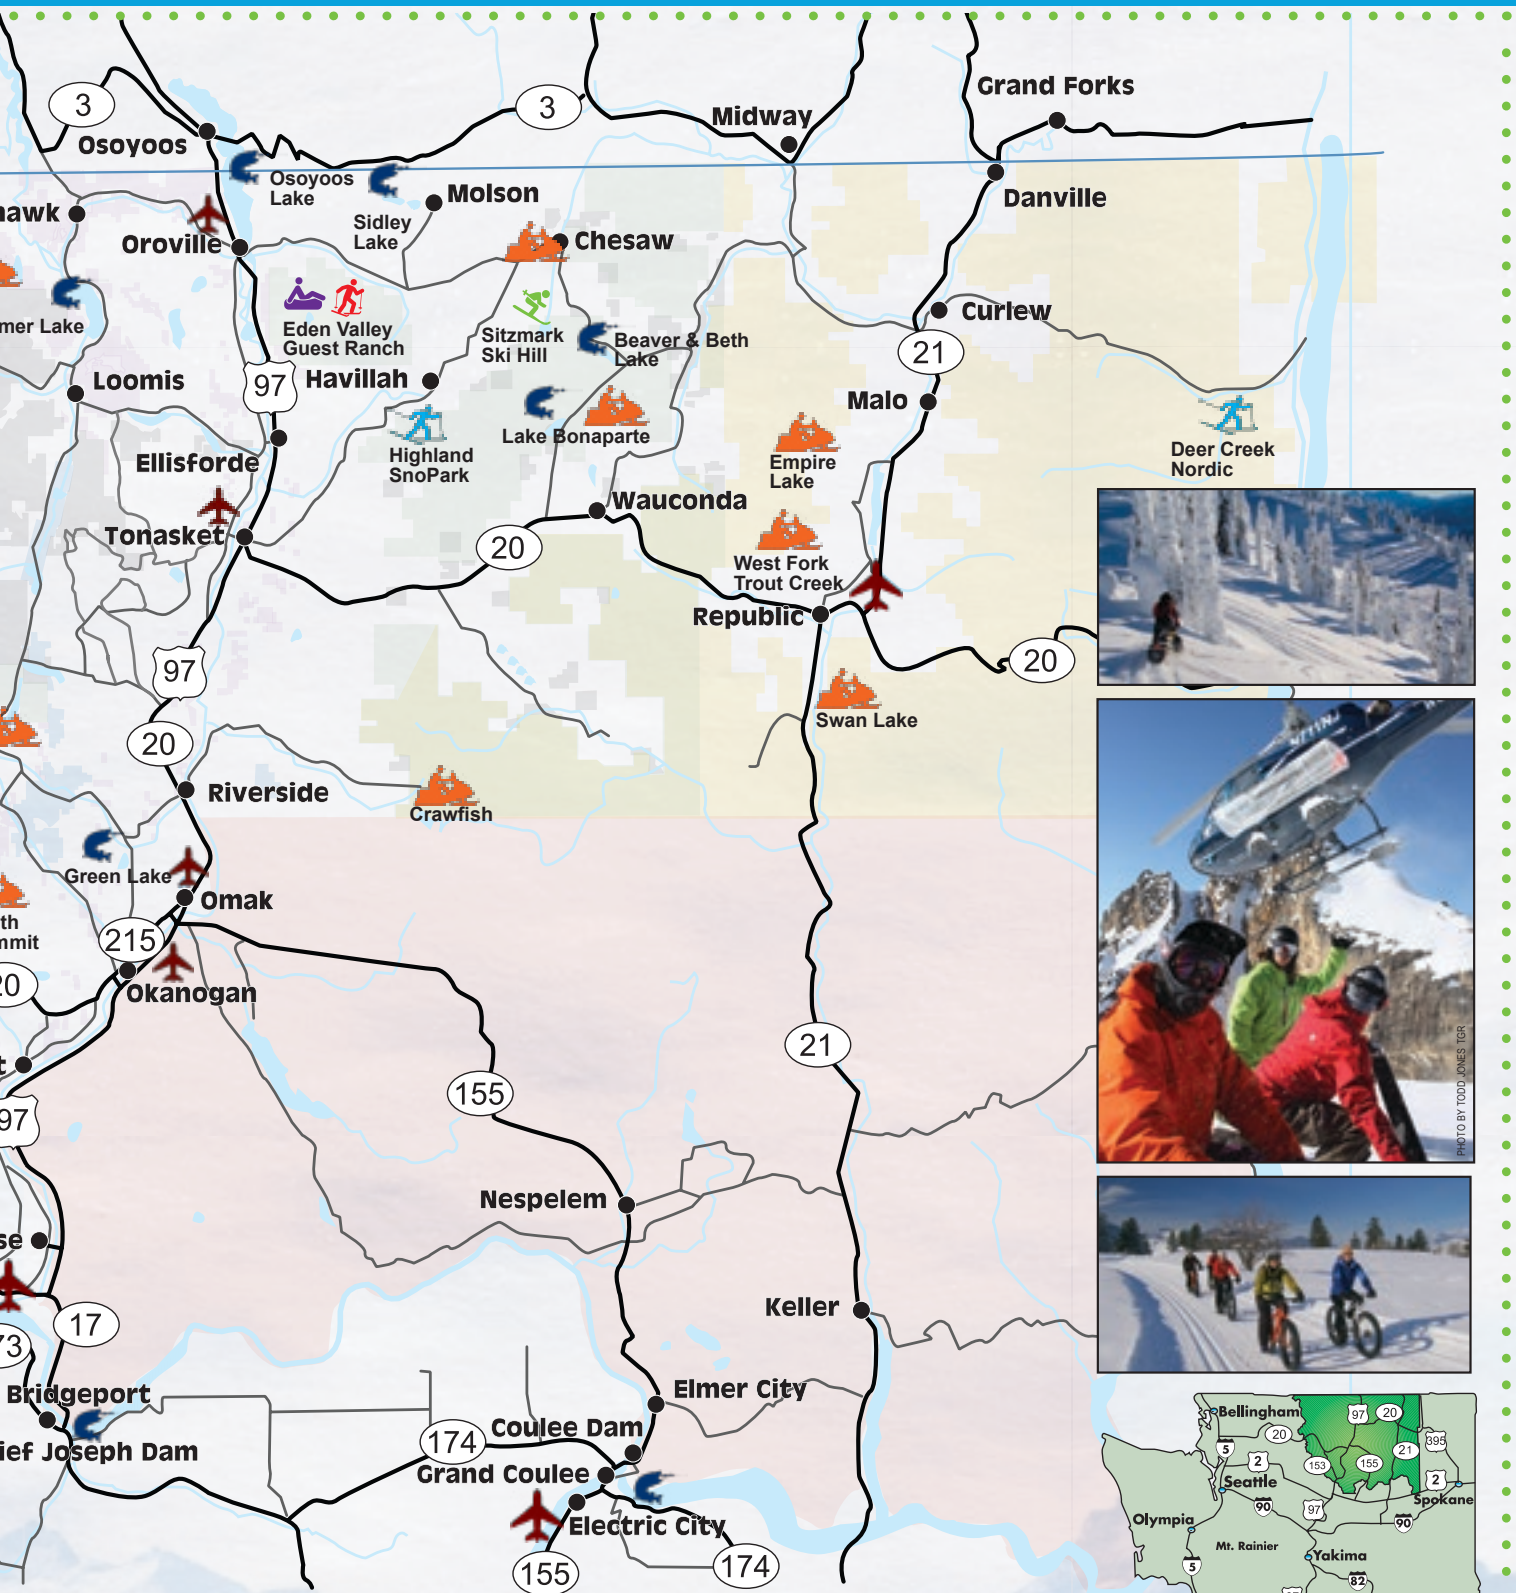 Grand Forks
3
3
Midway
Osoyoos
Osoyoos
Lake
Molson
Danville
hawk
Sidley
Lake
Oroville
Chesaw
Curlew
mer Lake
Eden Valley
Guest Ranch
Sitzmark
Ski Hill
Beaver & Beth
Lake
21
Loomis
97
Havillah
Malo
Lake Bonaparte
Highland
SnoPark
Empire
Lake
Deer Creek
Nordic
Ellisforde
Wauconda
Tonasket
20
West Fork
Trout Creek
Republic
97
20
Swan Lake
20
Riverside
Crawfish
Green Lake
Omak
th
mmit
215
20
Okanogan
21
t
155
97
PHOTO BY TODD JONES TGR
Nespelem
se
Keller
17
73
Bridgeport
Elmer City
Coulee Dam
174
ief Joseph Dam
Grand Coulee
Electric City
155
174
Bellingham
97
20
20
395
5
2
21
153
155
2
Seattle
Spokane
90
97
90
Olympia
Mt. Rainier
Yakima
5
82